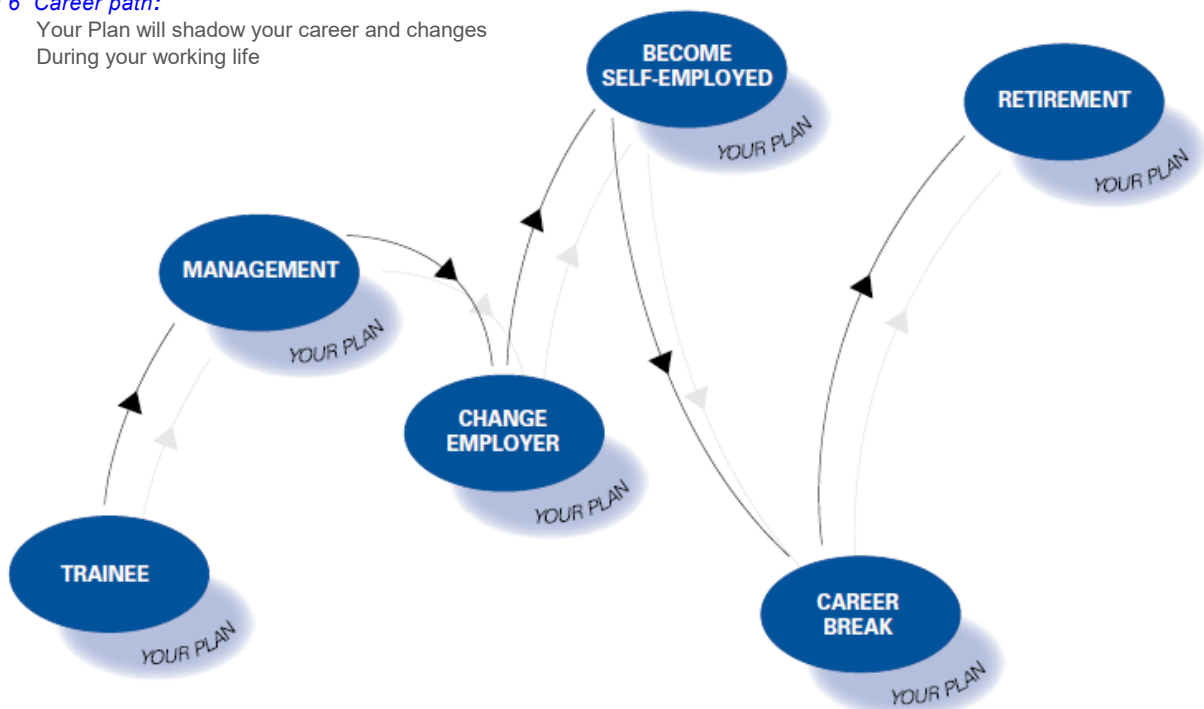 6 Career path:
Your Plan will shadow your career and changes
During your working life
BECOME
SELF-EMPLOYED
YOUR PLAN
RETIREMENT
YOUR PLAN
MANAGEMENT
YOUR PLAN
CHANGE
EMPLOYER
YOUR PLAN
TRAINEE
YOUR PLAN
CAREER
BREAK
YOUR PLAN